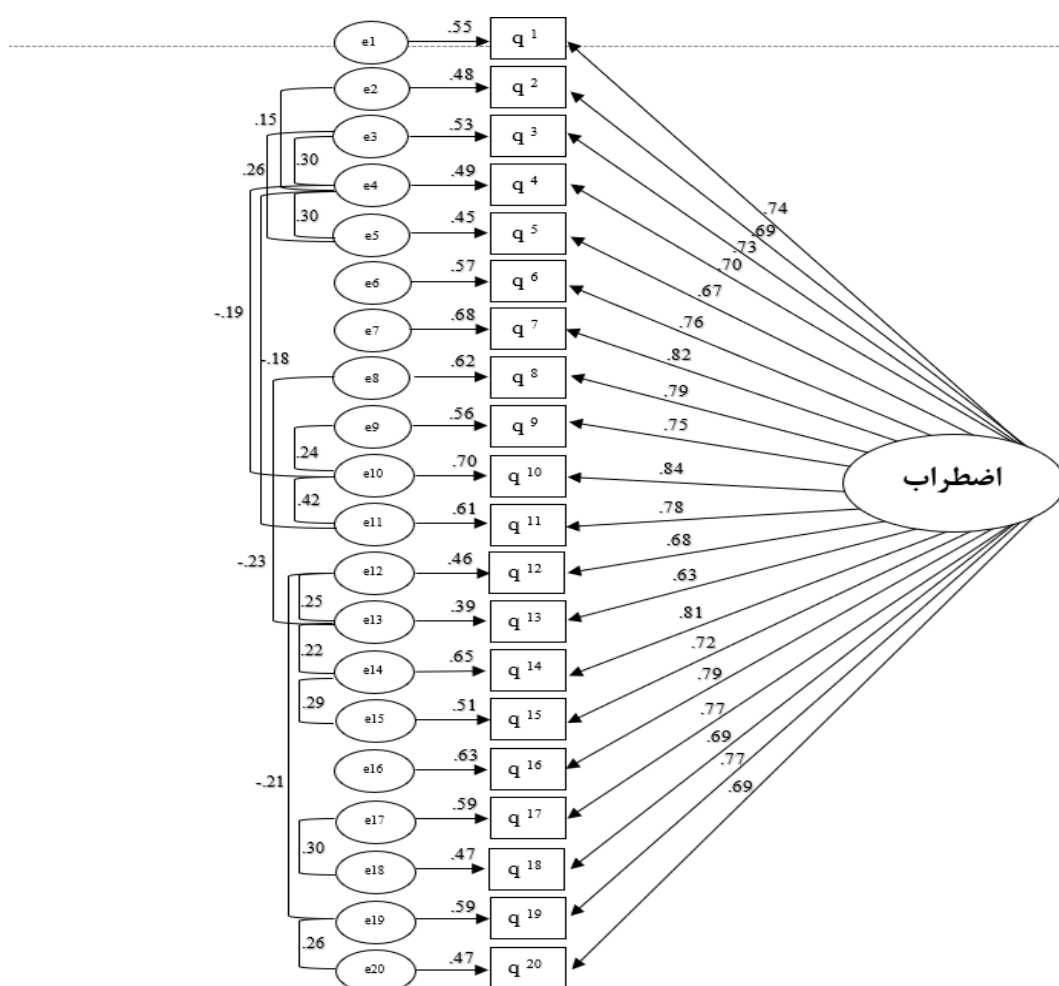 e1 .55 q 1
e2 .48 q 2
.15
e3 .53 q 3
.30
.26
e4 .49 q 4
.30
e5 .45 q 5
.74
.69
.73
.70
.67
e6 .57 q 6
.76
-.19
e7 .68 q 7
.82
-.18
e8 .62 q 8
.79
e9 .56 q 9
.75
.24
e10 .70 q 10
.84
اضطراب
.42
e11 .61 q 11
.78
.68
-.23
e12 .46 q 12
.63
.25
e13 .39 q 13
.81
.22
e14 .65 q 14
.72
.29
.79
e15 .51 q 15
.77
.69
e16 .63 q 16
.77
-.21
.69
e17 .59 q 17
.30
e18 .47 q 18
e19 .59 q 19
.26
e20 .47 q 20